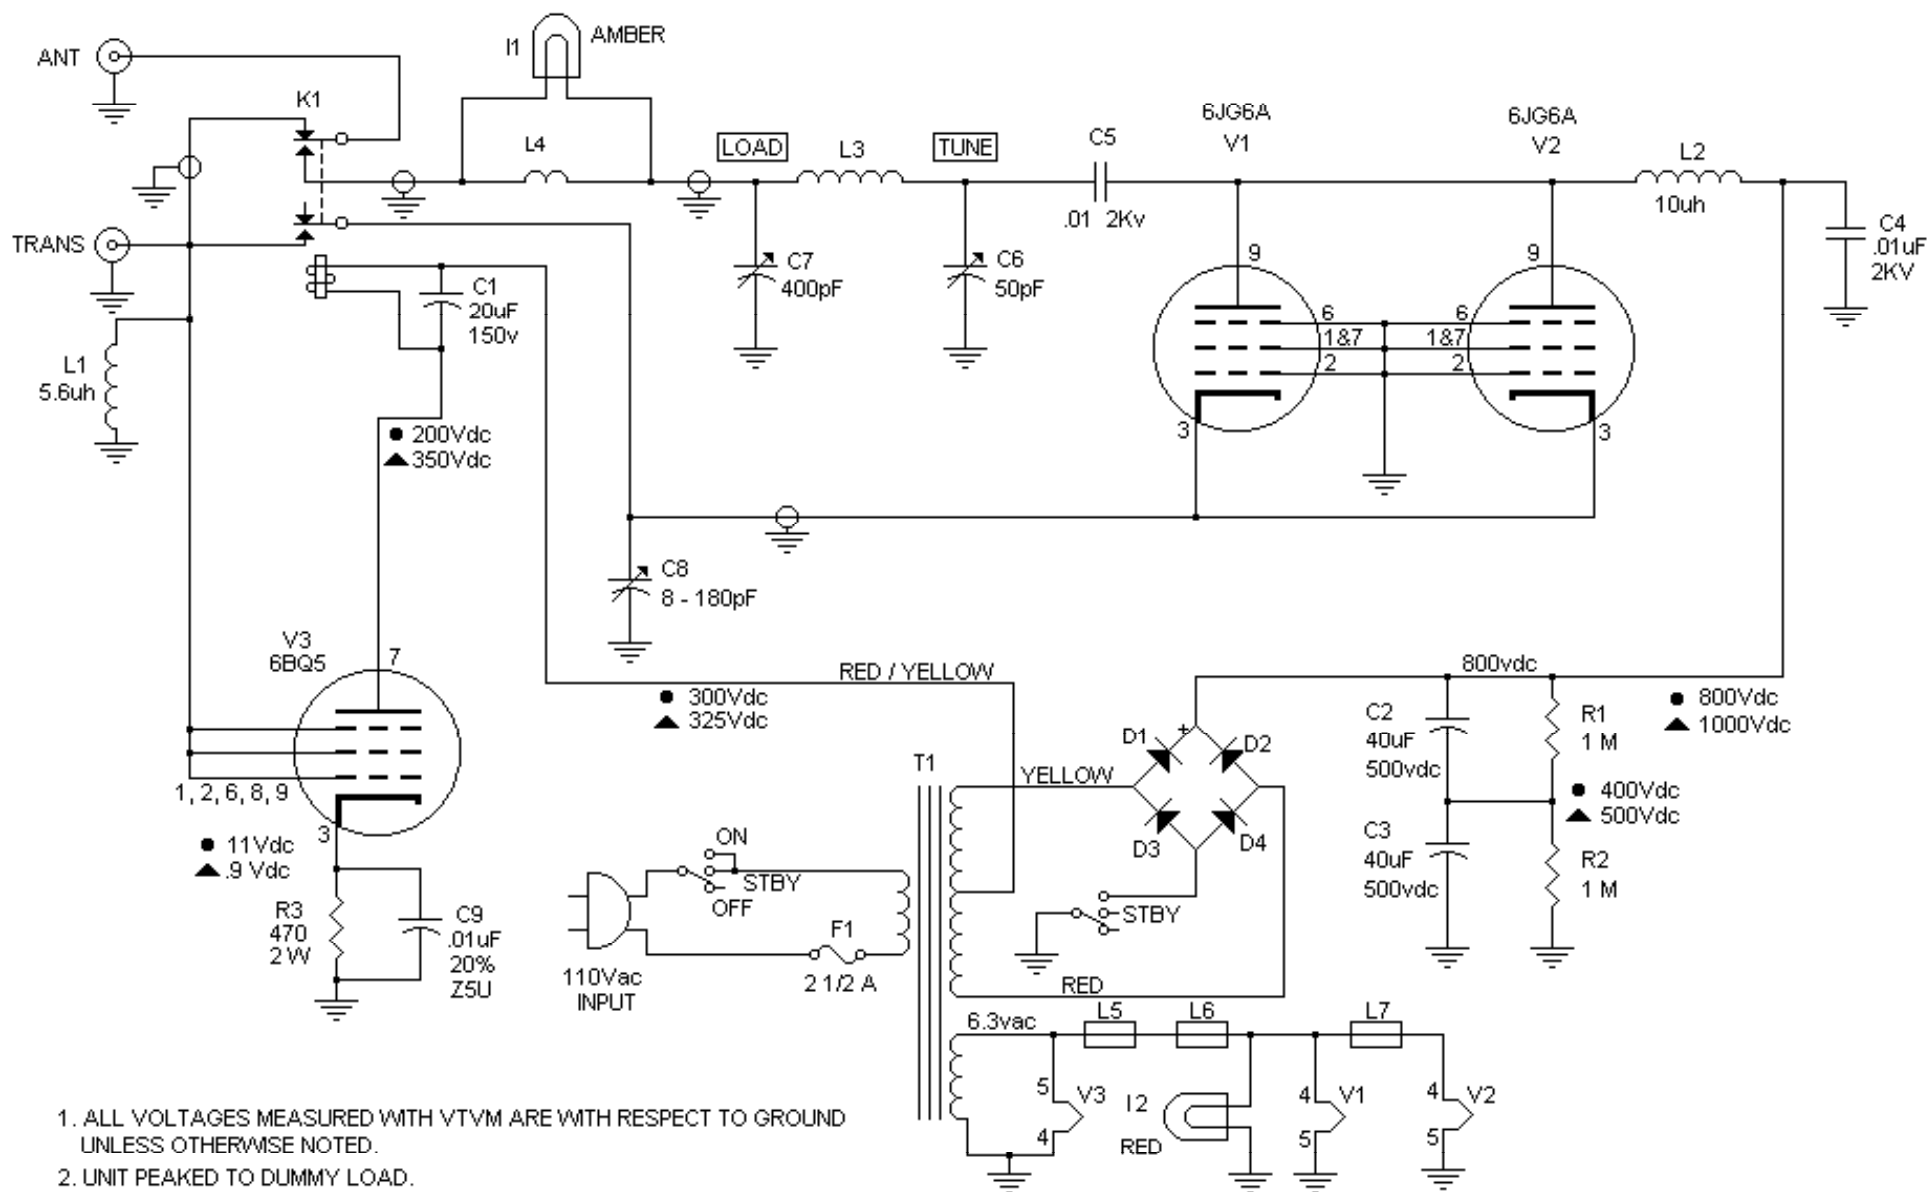 ANT
K1
I1
AMBER
L4
LOAD
L3
TUNE
C5
.01 2Kv
6JG6A
V1
6JG6A
V2
L2
10uh
C4
.01uF
2KV
TRANS
L1
5.6uh
C1
20uF
150v
C7
400pF
C6
50pF
9
6
1&7
2
3
9
6
1&7
2
3
● 200Vdc
▲ 350Vdc
C8
8 - 180pF
V3
6BQ5
7
1, 2, 6, 8, 9
3
● 11Vdc
▲ .9 Vdc
R3
470
2 W
C9
.01uF
20%
Z5U
RED / YELLOW
● 300Vdc
▲ 325Vdc
T1
YELLOW
D1
+
D2
D3
D4
800vdc
C2
40uF
500vdc
R1
1 M
● 800Vdc
▲ 1000Vdc
● 400Vdc
▲ 500Vdc
C3
40uF
500vdc
R2
1 M
ON
STBY
OFF
F1
2 1/2 A
110Vac
INPUT
STBY
RED
6.3vac
L5
L6
L7
5
V3
4
I2
RED
4
V1
5
4
V2
5
1. ALL VOLTAGES MEASURED WITH VTVM ARE WITH RESPECT TO GROUND
UNLESS OTHERWISE NOTED.
2. UNIT PEAKED TO DUMMY LOAD.